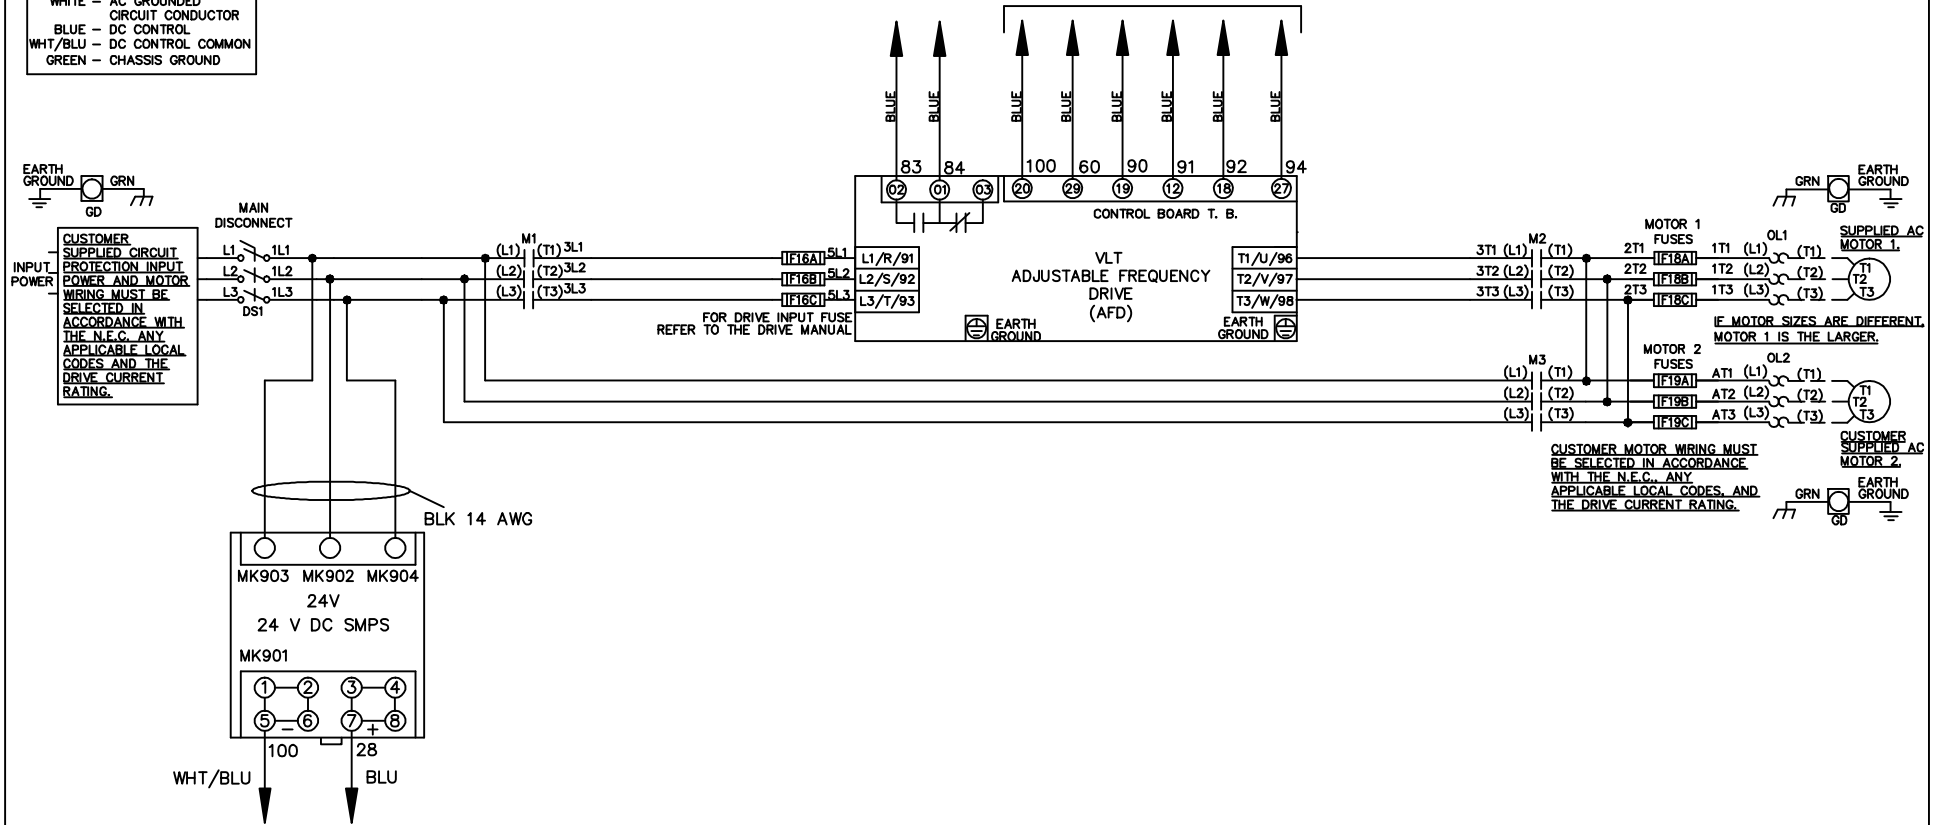 WHITE – AC GROUNDED
CIRCUIT CONDUCTOR
BLUE – DC CONTROL
WHT/BLU – DC CONTROL COMMON
GREEN – CHASSIS GROUND
BLUE BLUE BLUE BLUE BLUE BLUE BLUE BLUE
83 84 100 60 90 91 92 94
02 01 03 20 29 19 12 18 27
CONTROL BOARD T. B.
EARTH
GROUND
GRN
GD
MAIN
DISCONNECT
INPUT
POWER
CUSTOMER
SUPPLIED CIRCUIT
PROTECTION INPUT
POWER AND MOTOR
WIRING MUST BE
SELECTED IN
ACCORDANCE WITH
THE N.E.C. ANY
APPLICABLE LOCAL
CODES AND THE
DRIVE CURRENT
RATING.
L1 1L1
L2 1L2
L3 1L3
DS1
M1
(L1) (T1) 3L1
(L2) (T2) 3L2
(L3) (T3) 3L3
F16A 5L1
F16B 5L2
F16C 5L3
FOR DRIVE INPUT FUSE
REFER TO THE DRIVE MANUAL
L1/R/91
L2/S/92
L3/T/93
VLT
ADJUSTABLE FREQUENCY
DRIVE
(AFD)
T1/U/96
T2/V/97
T3/W/98
EARTH
GROUND
EARTH
GROUND
M2
3T1 (L1) (T1)
3T2 (L2) (T2)
3T3 (L3) (T3)
MOTOR 1
FUSES
2T1 F18A 1T1 (L1)
2T2 F18B 1T2 (L2)
2T3 F18C 1T3 (L3)
OL1
(T1)
(T2)
(T3)
T1
T2
T3
GRN
EARTH
GROUND
GD
SUPPLIED AC
MOTOR 1.
IF MOTOR SIZES ARE DIFFERENT,
MOTOR 1 IS THE LARGER.
M3
(L1) (T1)
(L2) (T2)
(L3) (T3)
MOTOR 2
FUSES
F19A AT1 (L1)
F19B AT2 (L2)
F19C AT3 (L3)
OL2
(T1)
(T2)
(T3)
T1
T2
T3
CUSTOMER
SUPPLIED AC
MOTOR 2.
CUSTOMER MOTOR WIRING MUST
BE SELECTED IN ACCORDANCE
WITH THE N.E.C., ANY
APPLICABLE LOCAL CODES, AND
THE DRIVE CURRENT RATING.
GRN
EARTH
GROUND
GD
BLK 14 AWG
MK903 MK902 MK904
24V
24 V DC SMPS
MK901
1 2 3 4
5 – 6 7 + 8
100 28
WHT/BLU BLU